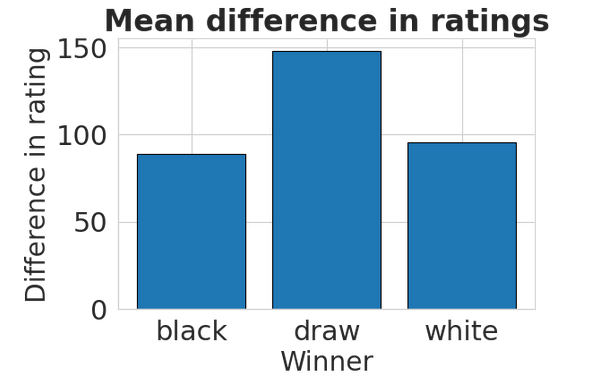 Mean difference in ratings
Difference in rating
150
100
50
0
black draw white
Winner